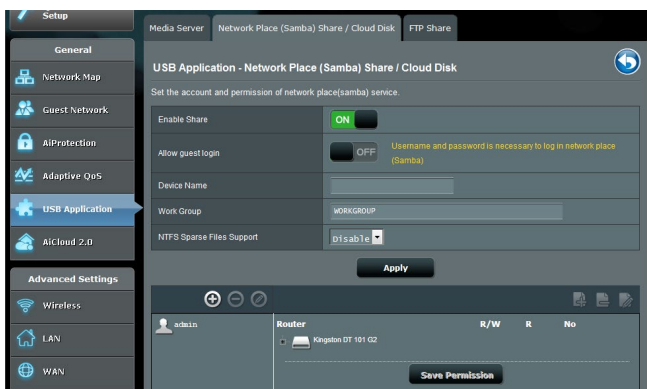 Setup
General
Network Map
Guest Network
AiProtection
Adaptive QoS
USB Application
AiCloud 2.0
Advanced Settings
Wireless
LAN
WAN
Media Server
Network Place (Samba) Share / Cloud Disk
FTP Share
USB Application - Network Place (Samba) Share / Cloud Disk
Set the account and permission of network place(samba) service.
Enable Share
ON
Allow guest login
OFF
Username and password is necessary to log in network place
(Samba)
Device Name
Work Group
WORKGROUP
NTFS Sparse Files Support
Disable
Apply
admin
Router
R/W
R
No
Kingston DT 101 G2
Save Permission